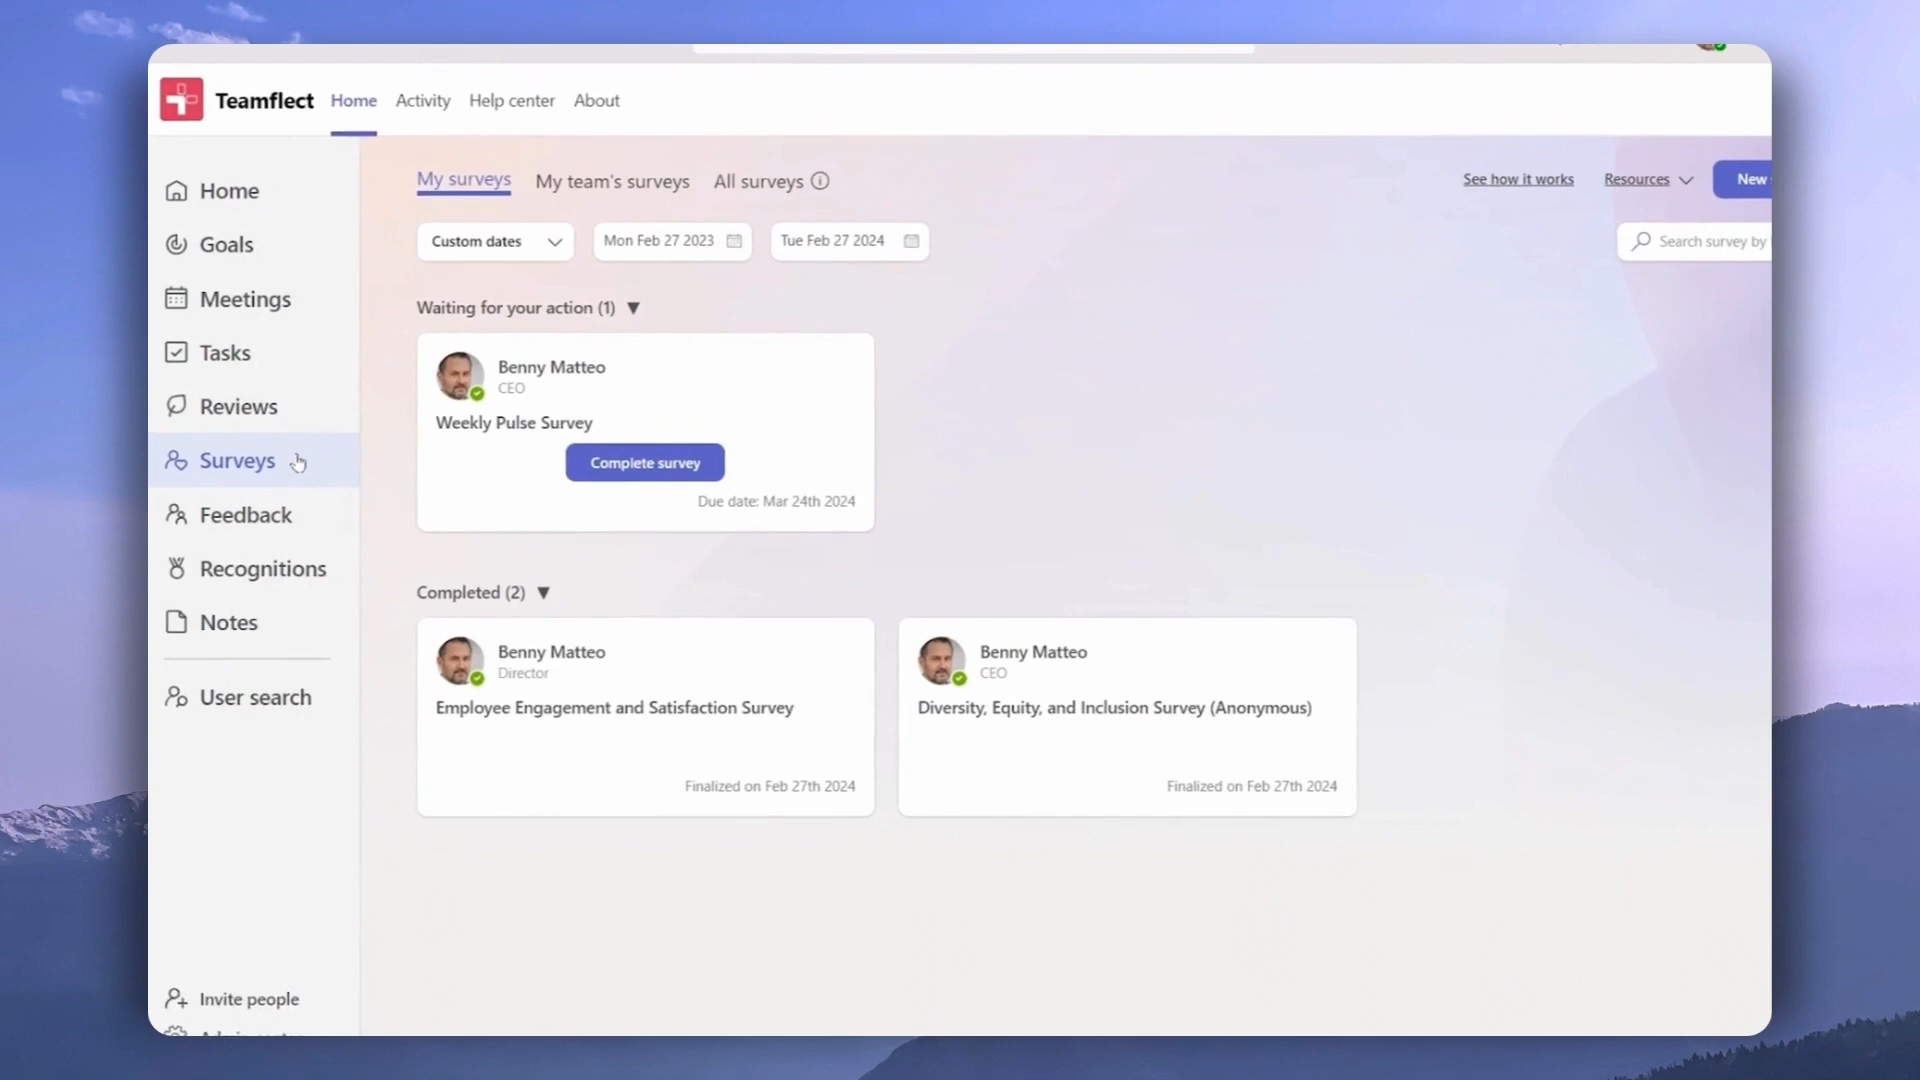 Teamflect
Home
Activity
Help center
About
Home
Goals
Meetings
Tasks
Reviews
Surveys
Feedback
Recognitions
Notes
User search
Invite people
My surveys
My team's surveys
All surveys
See how it works
Resources
New
Custom dates
Mon Feb 27 2023
Tue Feb 27 2024
Search survey by
Waiting for your action (1)
Benny Matteo
CEO
Weekly Pulse Survey
Complete survey
Due date: Mar 24th 2024
Completed (2)
Benny Matteo
Director
Employee Engagement and Satisfaction Survey
Finalized on Feb 27th 2024
Benny Matteo
CEO
Diversity, Equity, and Inclusion Survey (Anonymous)
Finalized on Feb 27th 2024